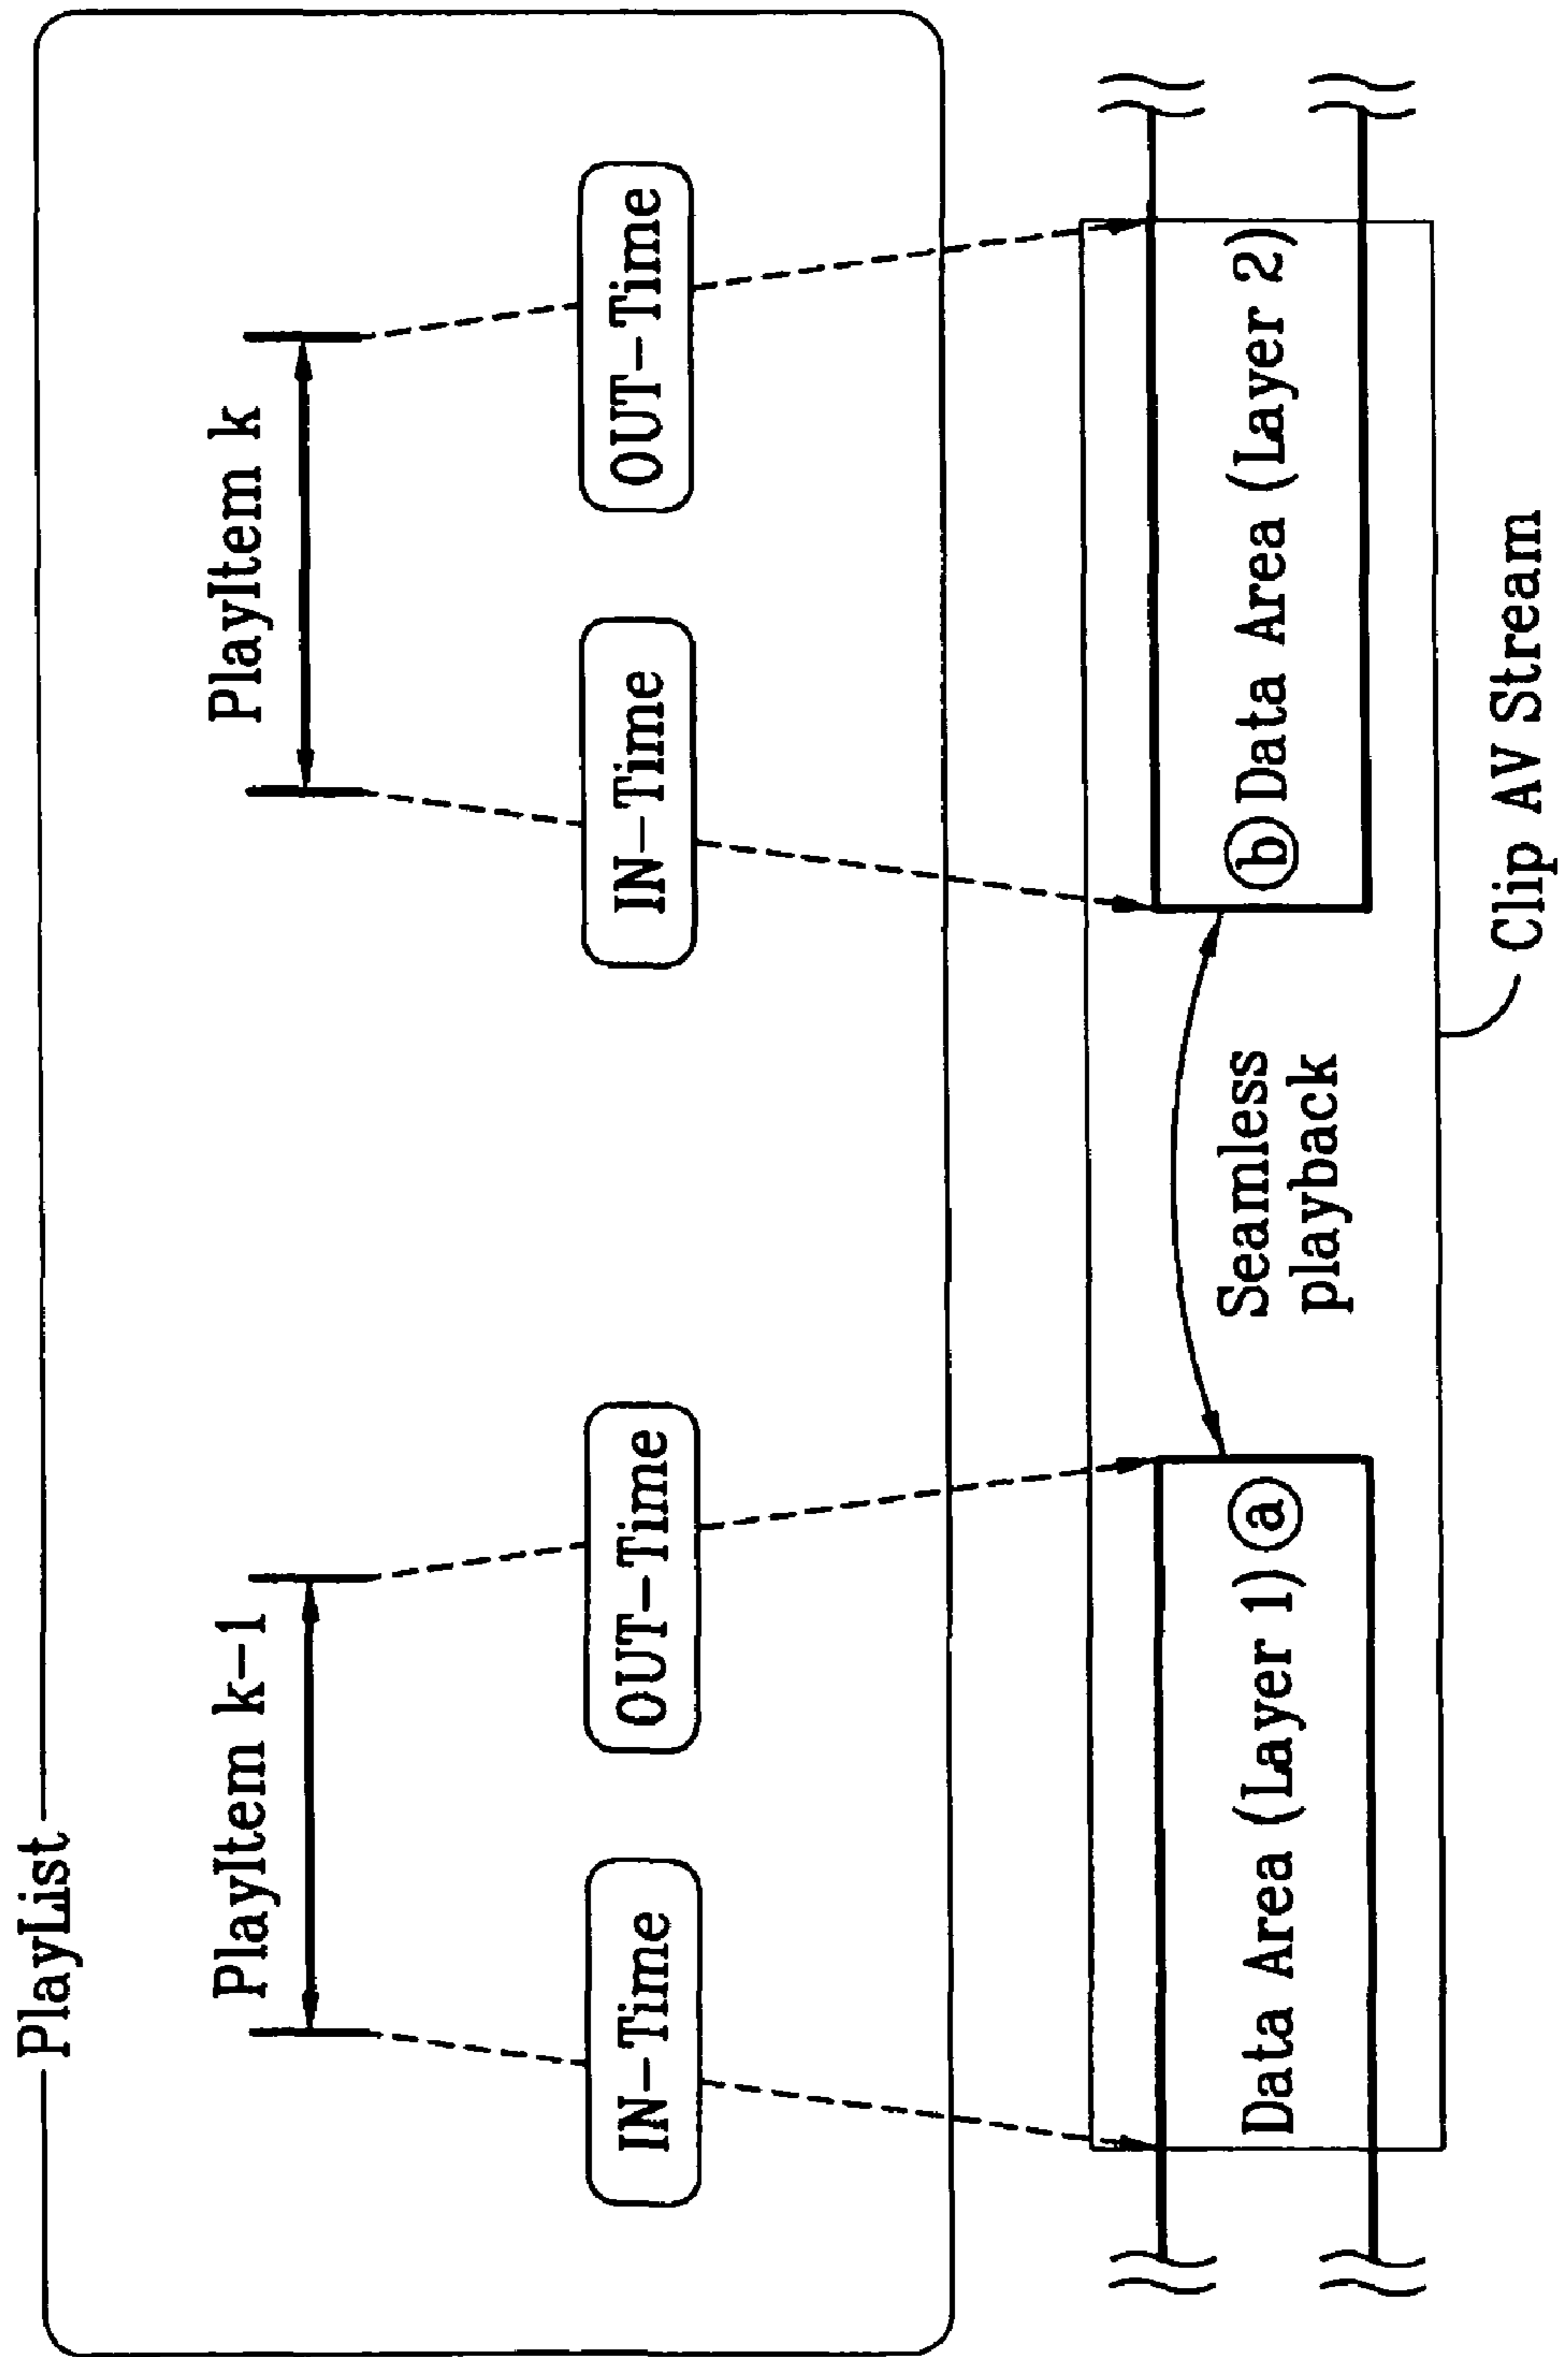 PlayList
PlayItem k-1
PlayItem k
IN-Time
OUT-Time
IN-Time
OUT-Time
Data Area (Layer 1) ⓐ
Seamless
playback
ⓑ Data Area (Layer 2)
Clip AV Stream